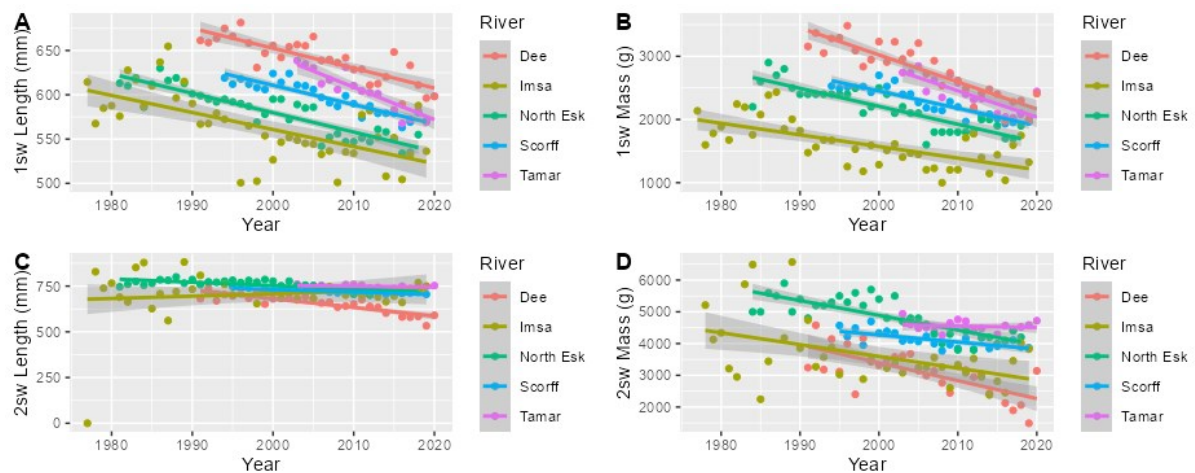 A
1sw Length (mm)
650
600
550
500
1980 1990 2000 2010 2020
Year
River
Dee
Imsa
North Esk
Scorff
Tamar
B
1sw Mass (g)
3000
2000
1000
1980 1990 2000 2010 2020
Year
River
Dee
Imsa
North Esk
Scorff
Tamar
C
2sw Length (mm)
750
500
250
0
1980 1990 2000 2010 2020
Year
River
Dee
Imsa
North Esk
Scorff
Tamar
D
2sw Mass (g)
6000
5000
4000
3000
2000
1980 1990 2000 2010 2020
Year
River
Dee
Imsa
North Esk
Scorff
Tamar